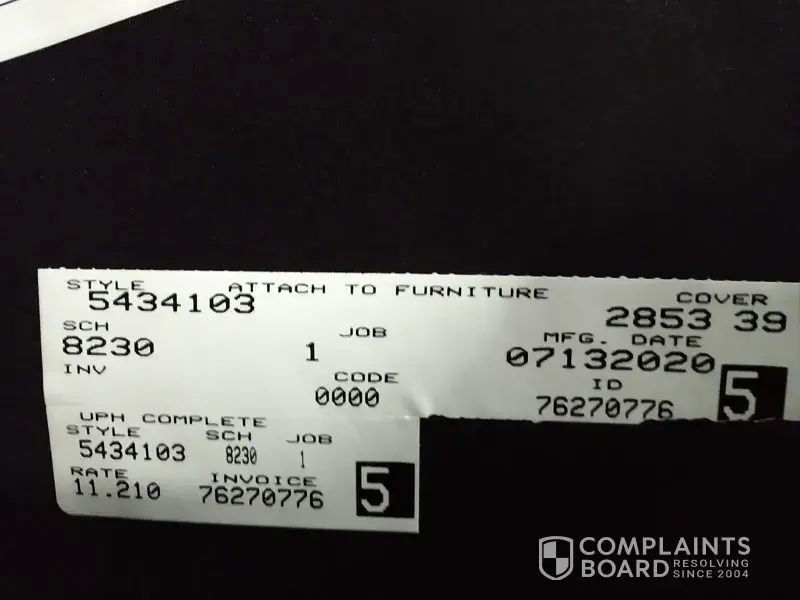 STYLE ATTACH TO FURNITURE COVER
5434103 2853 39
SCH JOB MFG. DATE
8230 1 07132020
INV CODE ID
0000 76270776 5
UPH COMPLETE
STYLE SCH JOB
5434103 8230 1
RATE INVOICE
11.210 76270776 5
COMPLAINTS
BOARD RESOLVING
SINCE 2004